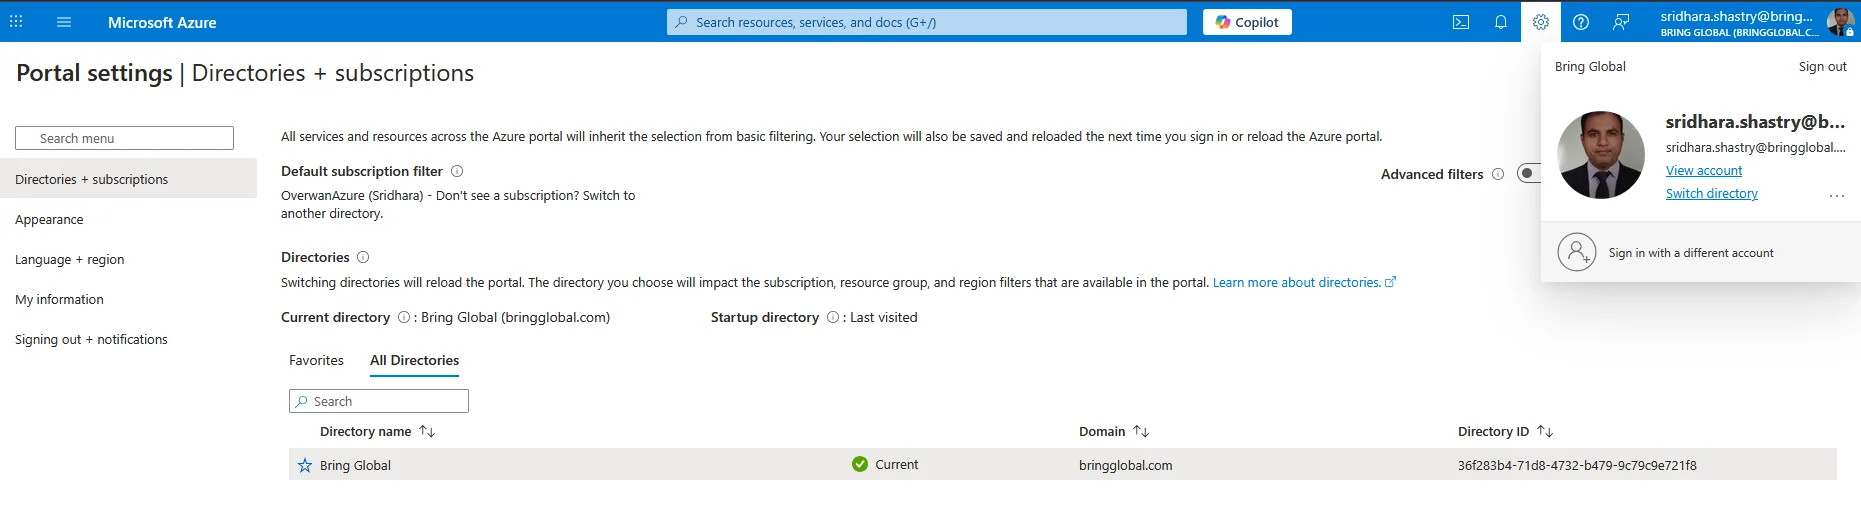 Microsoft Azure
Search resources, services, and docs (G+/)
Copilot
sridhara.shastry@bring...
BRING GLOBAL (BRINGGLOBAL.C...
Portal settings | Directories + subscriptions
Bring Global
Sign out
sridhara.shastry@b...
sridhara.shastry@bringglobal....
View account
Switch directory
...
Sign in with a different account
Search menu
Directories + subscriptions
Appearance
Language + region
My information
Signing out + notifications
All services and resources across the Azure portal will inherit the selection from basic filtering. Your selection will also be saved and reloaded the next time you sign in or reload the Azure portal.
Default subscription filter
Advanced filters
OverwanAzure (Sridhara) - Don't see a subscription? Switch to
another directory.
Directories
Switching directories will reload the portal. The directory you choose will impact the subscription, resource group, and region filters that are available in the portal. Learn more about directories.
Current directory : Bring Global (bringglobal.com)
Startup directory : Last visited
Favorites
All Directories
Search
Directory name
Domain
Directory ID
Bring Global
Current
bringglobal.com
36f283b4-71d8-4732-b479-9c79c9e721f8